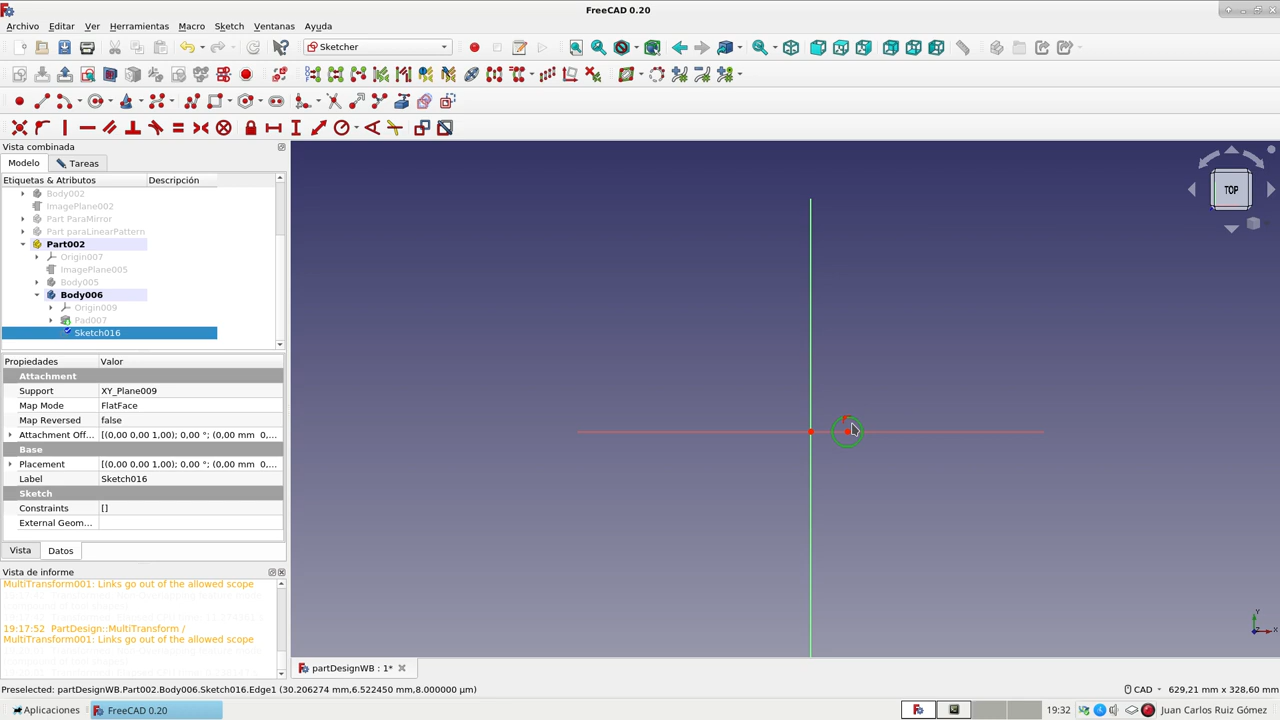 FreeCAD 0.20
Archivo Editar Ver Herramientas Macro Sketch Ventanas Ayuda
Sketcher
Vista combinada
Modelo Tareas
Etiquetas & Atributos Descripción
Body002
ImagePlane002
Part ParaMirror
Part paraLinearPattern
Part002
Origin007
ImagePlane005
Body005
Body006
Origin009
Pad007
Sketch016
TOP
Propiedades Valor
Attachment
Support XY_Plane009
Map Mode FlatFace
Map Reversed false
Attachment Off... [(0,00 0,00 1,00); 0,00 °; (0,00 mm 0,...
Base
Placement [(0,00 0,00 1,00); 0,00 °; (0,00 mm 0,...
Label Sketch016
Sketch
Constraints []
External Geom...
Vista Datos
Vista de informe
MultiTransform001: Links go out of the allowed scope
19:17:52 PartDesign::MultiTransform /
MultiTransform001: Links go out of the allowed scope
Y
Z X
partDesignWB : 1*
Preselected: partDesignWB.Part002.Body006.Sketch016.Edge1 (30.206274 mm,6.522450 mm,8.000000 µm)
CAD 629,21 mm x 328,60 mm
Aplicaciones FreeCAD 0.20 19:32 Juan Carlos Ruiz Gómez